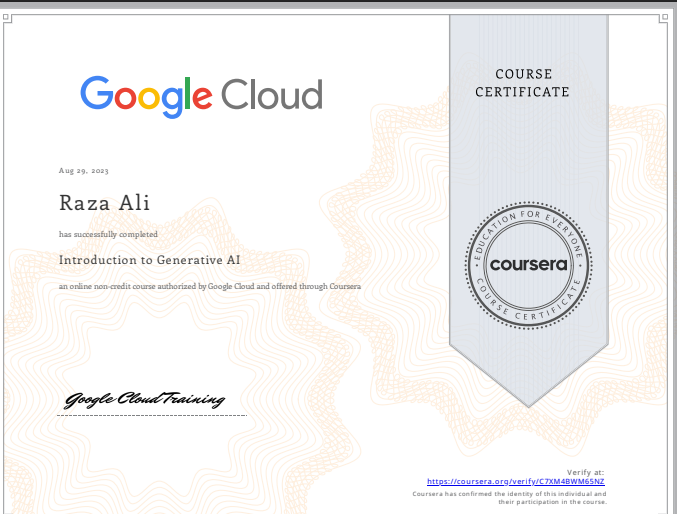 Google Cloud
COURSE
CERTIFICATE
Aug 29, 2023
Raza Ali
has successfully completed
Introduction to Generative AI
an online non-credit course authorized by Google Cloud and offered through Coursera
EDUCATION FOR EVERYONE
coursera
COURSE CERTIFICATE
Google Cloud Training
Verify at:
https://coursera.org/verify/C7XM4BWM65NZ
Coursera has confirmed the identity of this individual and
their participation in the course.